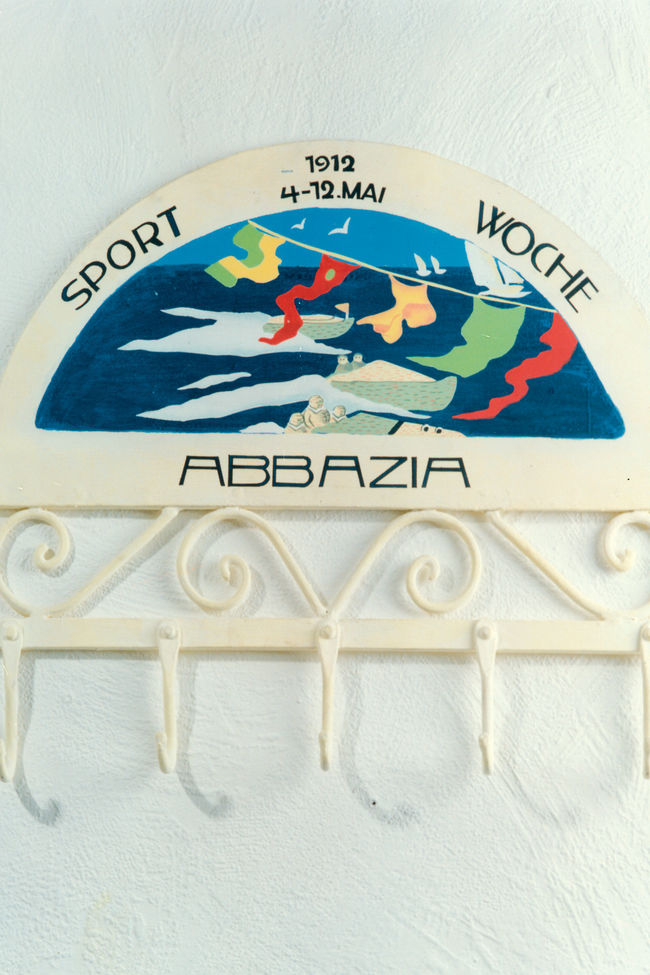 1912
4-12.MAI
SPORT WOCHE
ABBAZIA